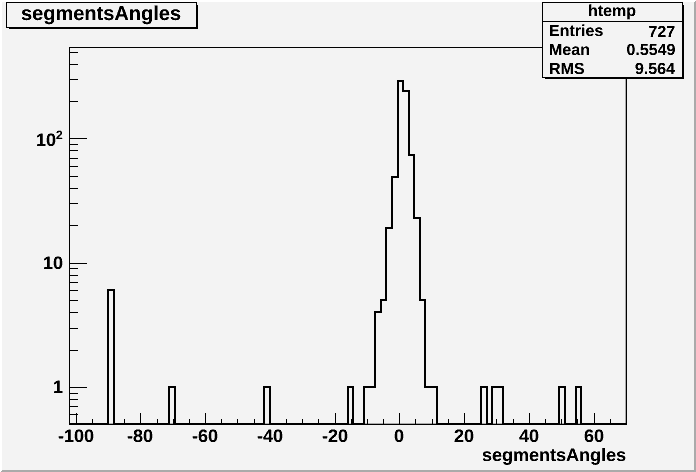 segmentsAngles
htemp
Entries 727
Mean 0.5549
RMS 9.564
10²
10
1
-100 -80 -60 -40 -20 0 20 40 60
segmentsAngles